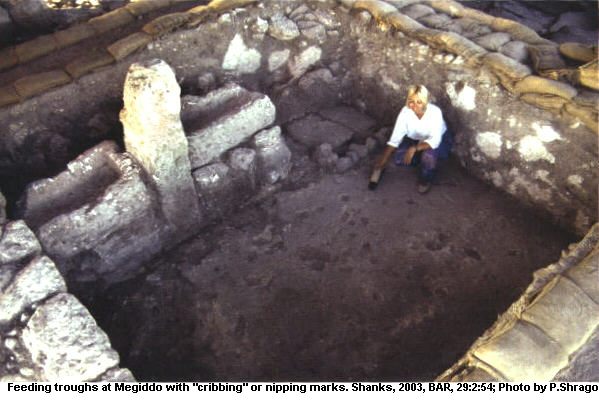 Feeding troughs at Megiddo with "cribbing" or nipping marks. Shanks, 2003, BAR, 29:2:54; Photo by P.Shrago